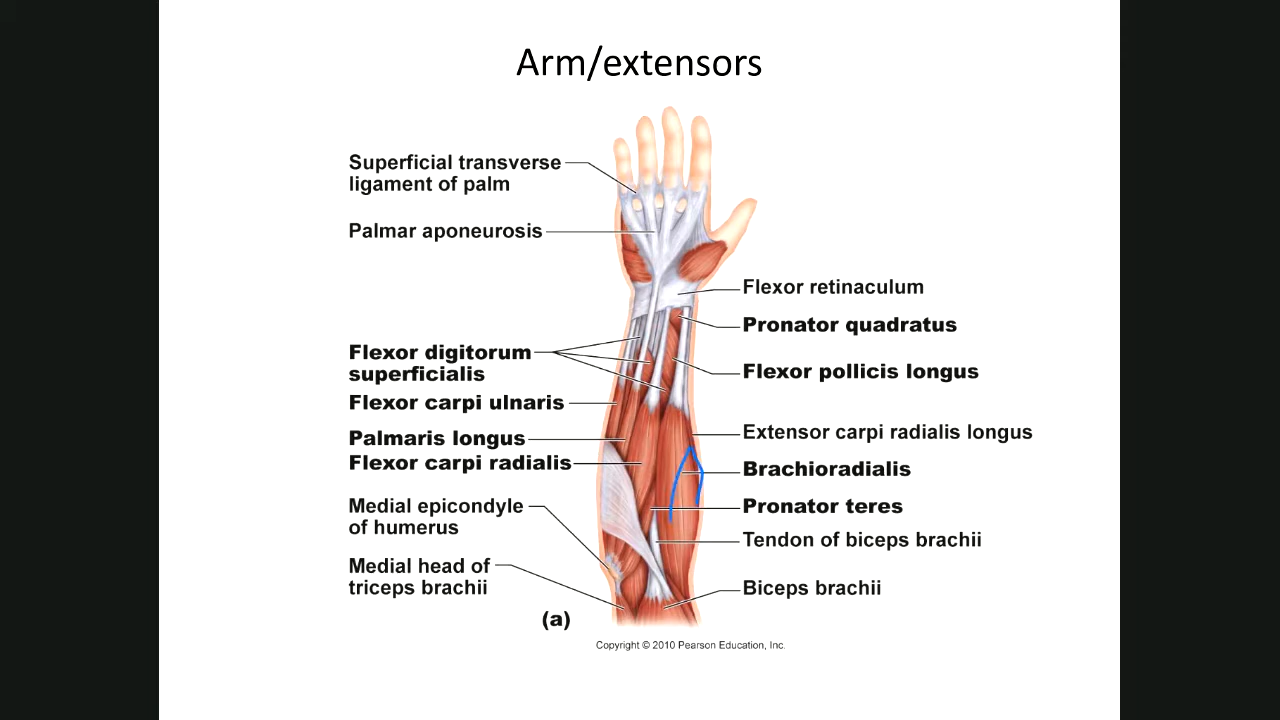 Arm/extensors
Superficial transverse
ligament of palm
Palmar aponeurosis
Flexor digitorum
superficialis
Flexor carpi ulnaris
Palmaris longus
Flexor carpi radialis
Medial epicondyle
of humerus
Medial head of
triceps brachii
Flexor retinaculum
Pronator quadratus
Flexor pollicis longus
Extensor carpi radialis longus
Brachioradialis
Pronator teres
Tendon of biceps brachii
Biceps brachii
(a)
Copyright © 2010 Pearson Education, Inc.